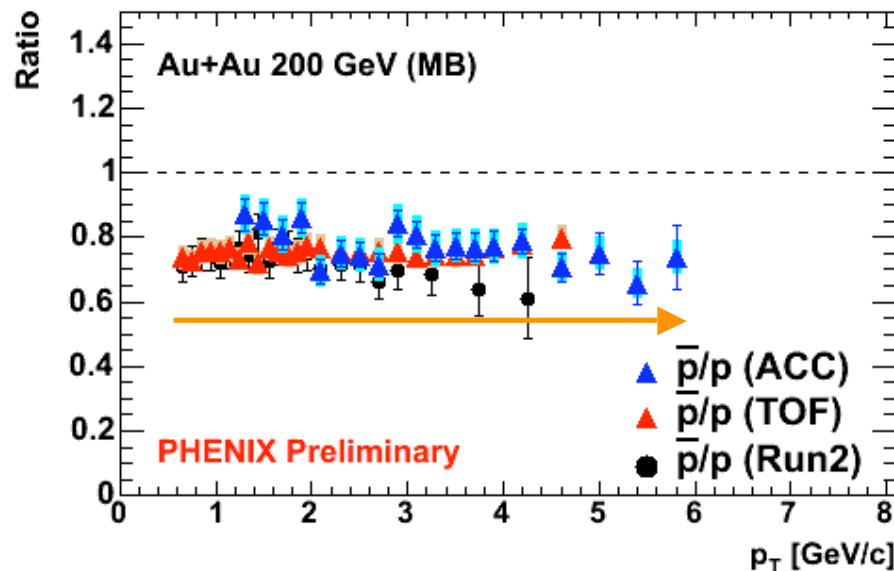 Ratio
Au+Au 200 GeV (MB)
1.4
1.2
1
0.8
0.6
0.4
0.2
0
p̅/p (ACC)
p̅/p (TOF)
p̅/p (Run2)
PHENIX Preliminary
0 1 2 3 4 5 6 7 8
p_T [GeV/c]